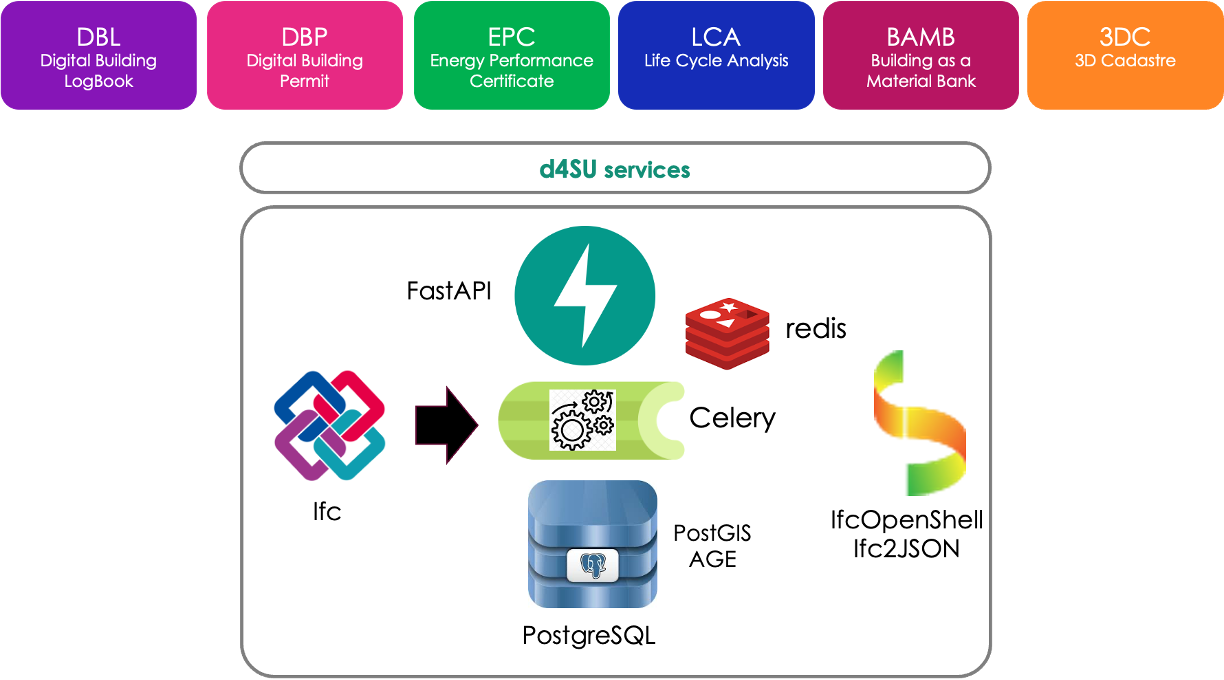 DBL
Digital Building
LogBook
DBP
Digital Building
Permit
EPC
Energy Performance
Certificate
LCA
Life Cycle Analysis
BAMB
Building as a
Material Bank
3DC
3D Cadastre
d4SU services
FastAPI
redis
Celery
Ifc
IfcOpenShell
Ifc2JSON
PostGIS
AGE
PostgreSQL